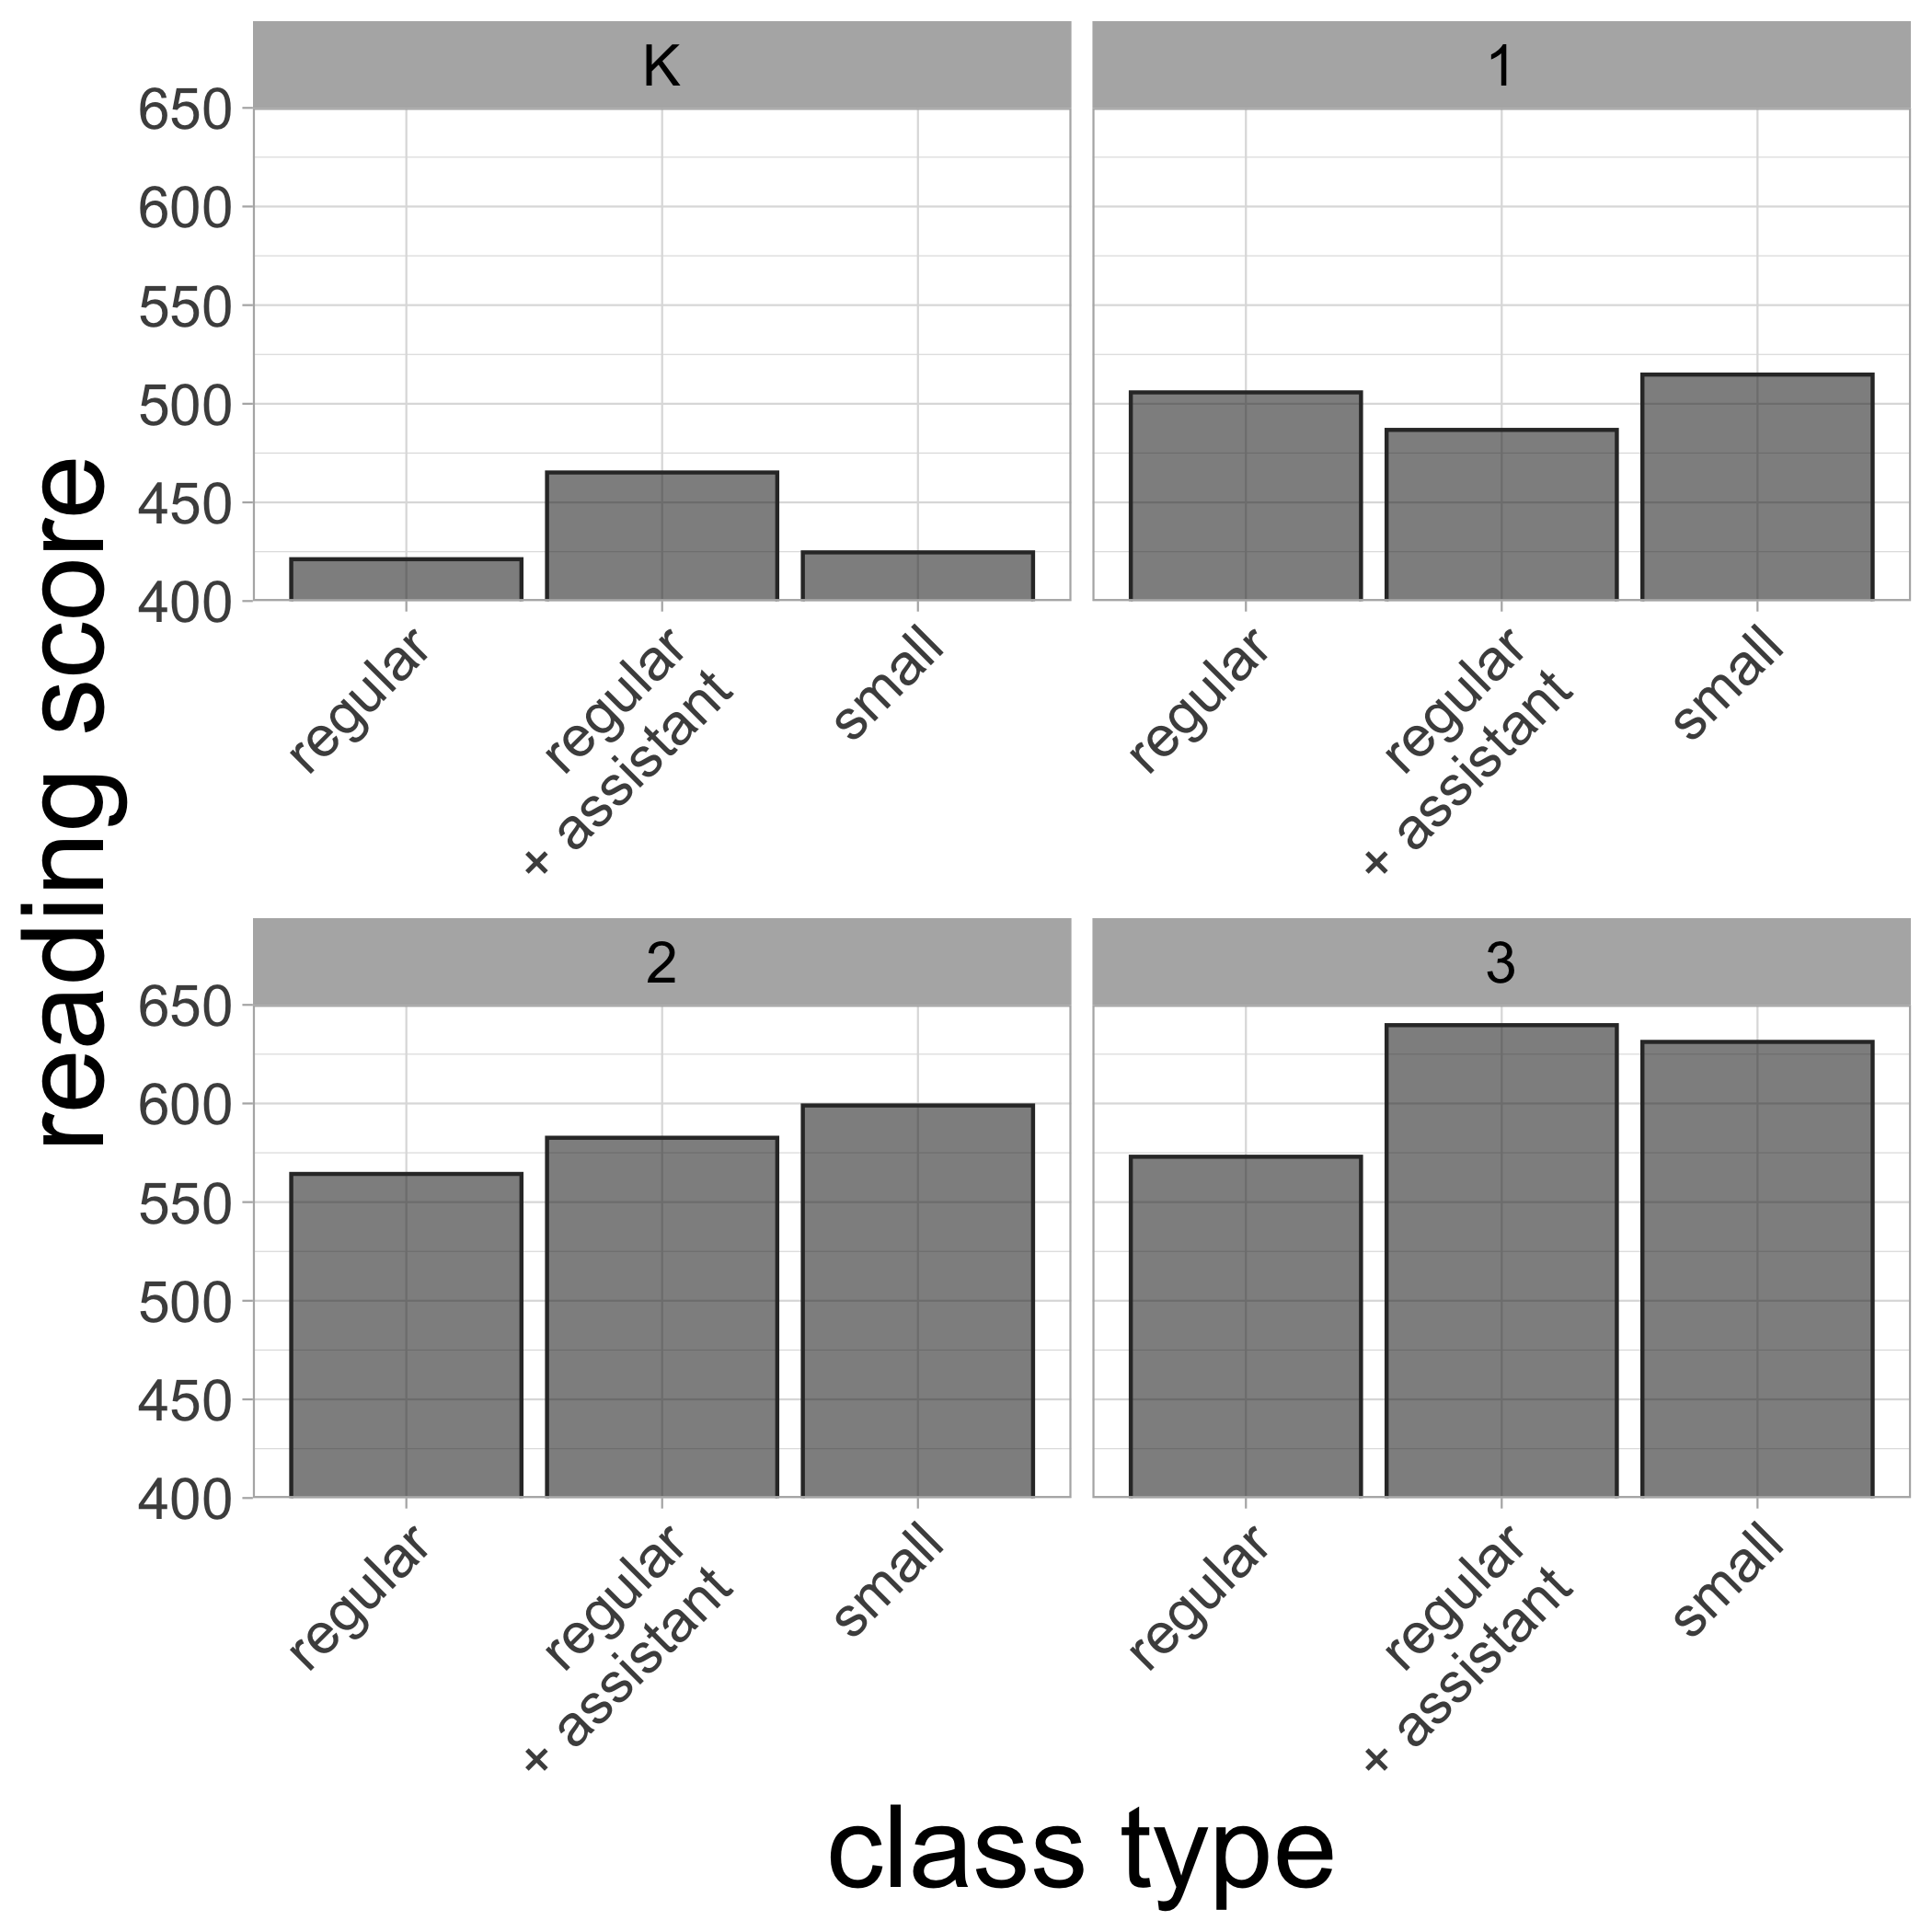 K
1
650
600
550
500
450
400
regular
regular
+ assistant
small
regular
regular
+ assistant
small
2
3
650
600
550
500
450
400
regular
regular
+ assistant
small
regular
regular
+ assistant
small
reading score
class type